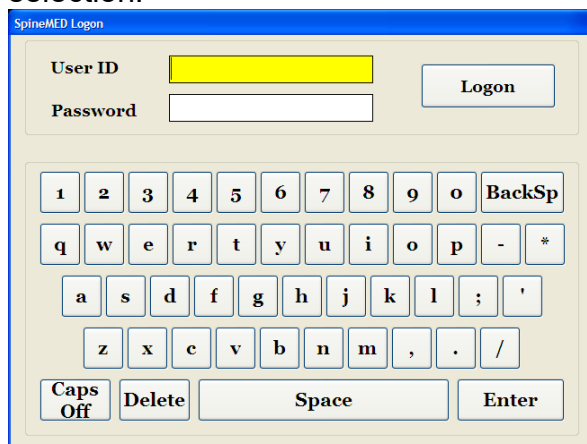 selection.
SpineMED Logon
User ID
Logon
Password
1 2 3 4 5 6 7 8 9 0 BackSp
q w e r t y u i o p - *
a s d f g h j k l ; '
z x c v b n m , . /
Caps Off Delete Space Enter